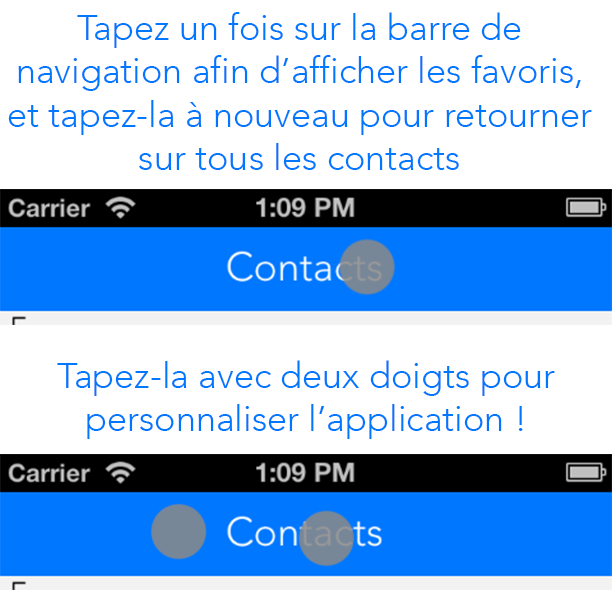 Tapez un fois sur la barre de
navigation afin d’afficher les favoris,
et tapez-la à nouveau pour retourner
sur tous les contacts
Carrier 1:09 PM
Contacts
Tapez-la avec deux doigts pour
personnaliser l’application !
Carrier 1:09 PM
Contacts